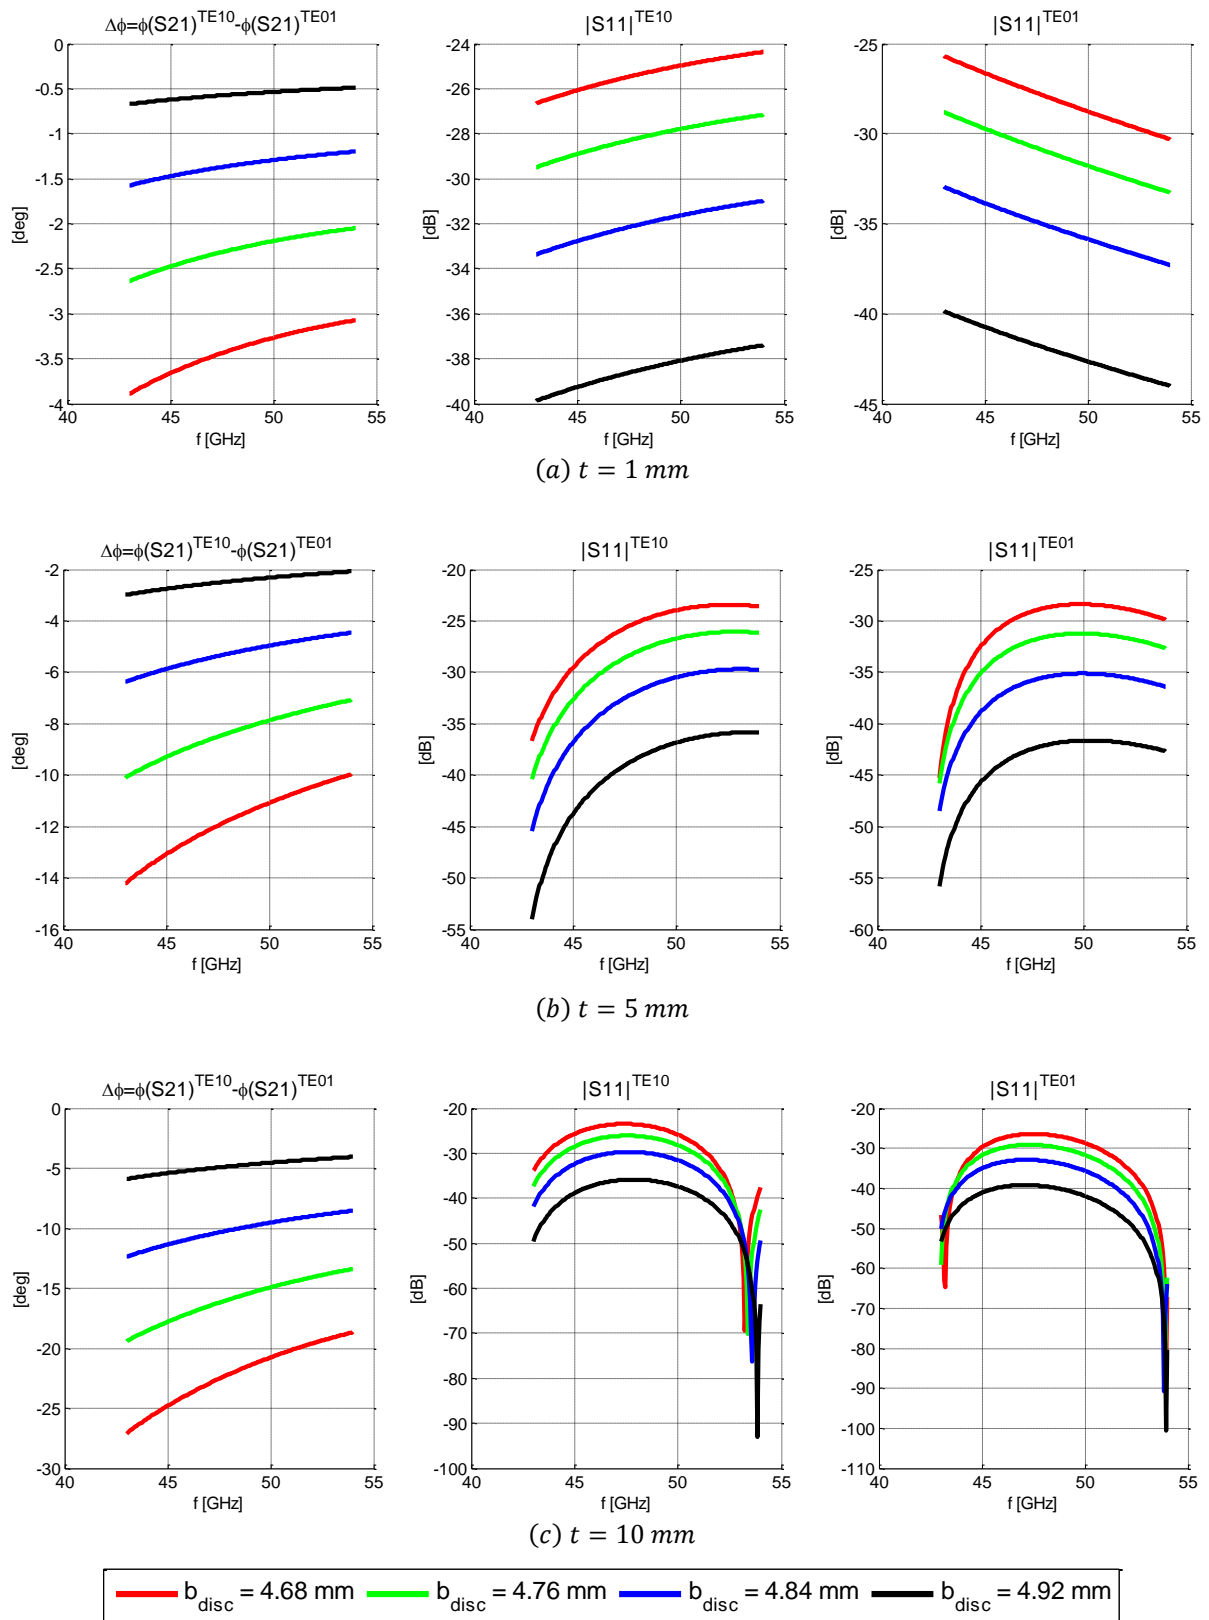 Δϕ=ϕ(S21)^TE10-ϕ(S21)^TE01
|S11|^TE10
|S11|^TE01
0
-0.5
-1
-1.5
-2
-2.5
-3
-3.5
-4
[deg]
40 45 50 55
f [GHz]
-24
-26
-28
-30
-32
-34
-36
-38
-40
[dB]
40 45 50 55
f [GHz]
-25
-30
-35
-40
-45
[dB]
40 45 50 55
f [GHz]
(a) t = 1 mm
Δϕ=ϕ(S21)^TE10-ϕ(S21)^TE01
|S11|^TE10
|S11|^TE01
-2
-4
-6
-8
-10
-12
-14
-16
[deg]
40 45 50 55
f [GHz]
-20
-25
-30
-35
-40
-45
-50
-55
[dB]
40 45 50 55
f [GHz]
-25
-30
-35
-40
-45
-50
-55
-60
[dB]
40 45 50 55
f [GHz]
(b) t = 5 mm
Δϕ=ϕ(S21)^TE10-ϕ(S21)^TE01
|S11|^TE10
|S11|^TE01
0
-5
-10
-15
-20
-25
-30
[deg]
40 45 50 55
f [GHz]
-20
-30
-40
-50
-60
-70
-80
-90
-100
[dB]
40 45 50 55
f [GHz]
-20
-30
-40
-50
-60
-70
-80
-90
-100
-110
[dB]
40 45 50 55
f [GHz]
(c) t = 10 mm
b_disc = 4.68 mm b_disc = 4.76 mm b_disc = 4.84 mm b_disc = 4.92 mm